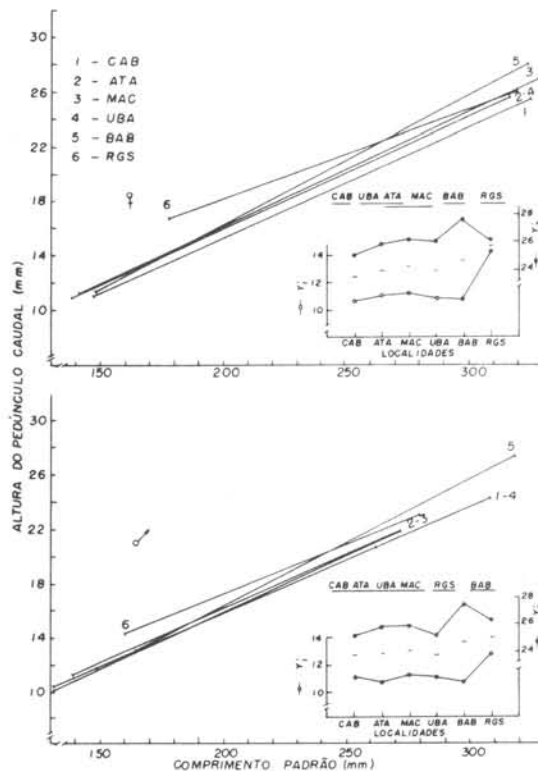 32
28
26
22
18
14
10
1 - CAB
2 - ATA
3 - MAC
4 - UBA
5 - BAB
6 - RGS
5
3
2-4
1
6
CAB UBA ATA MAC BAB RGS
14
12
10
28
26
24
CAB ATA MAC UBA BAB RGS
LOCALIDADES
150 200 250 300
ALTURA DO PEDÚNCULO CAUDAL (mm)
32
28
26
22
18
14
10
5
1-4
2-3
6
CAB ATA UBA MAC RGS BAB
14
12
10
28
26
24
CAB ATA MAC UBA BAB RGS
LOCALIDADES
150 200 250 300
COMPRIMENTO PADRÃO (mm)